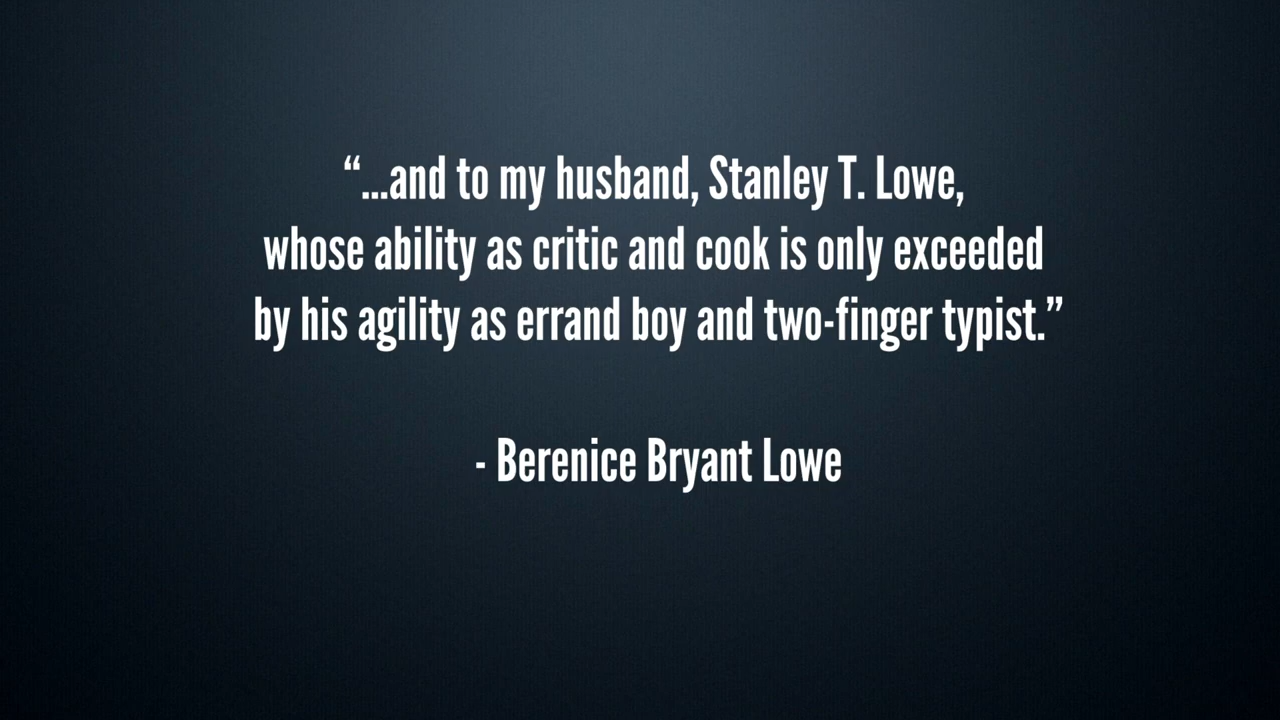 “...and to my husband, Stanley T. Lowe,
whose ability as critic and cook is only exceeded
by his agility as errand boy and two-finger typist.”
- Berenice Bryant Lowe